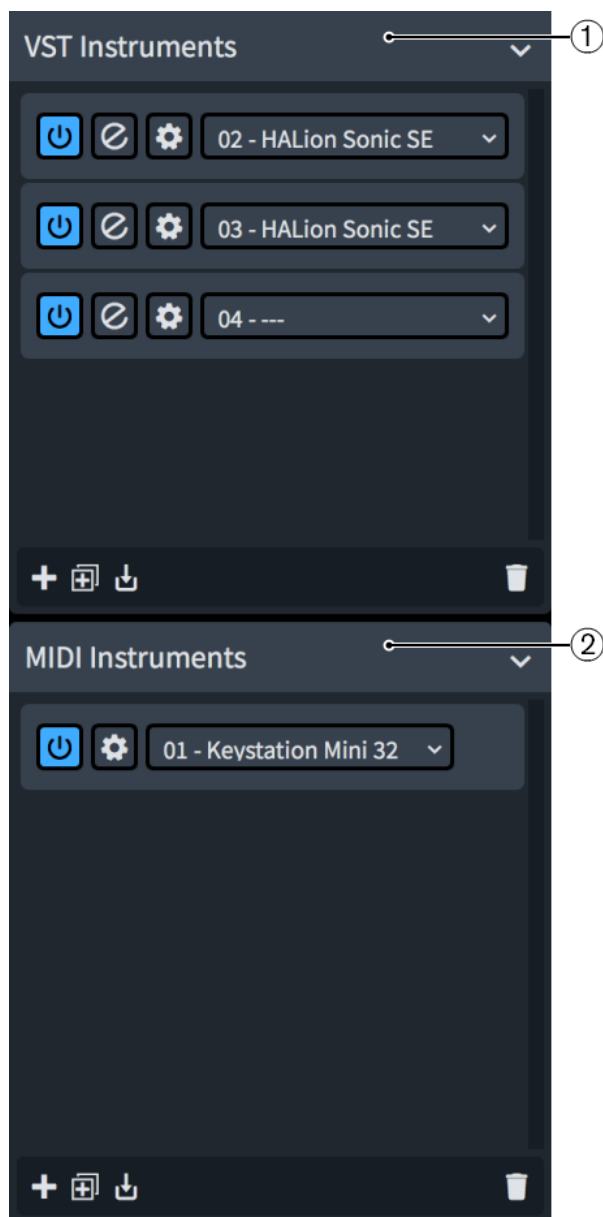 VST Instruments
①
02 - HALion Sonic SE
03 - HALion Sonic SE
04 - ---
MIDI Instruments
②
01 - Keystation Mini 32